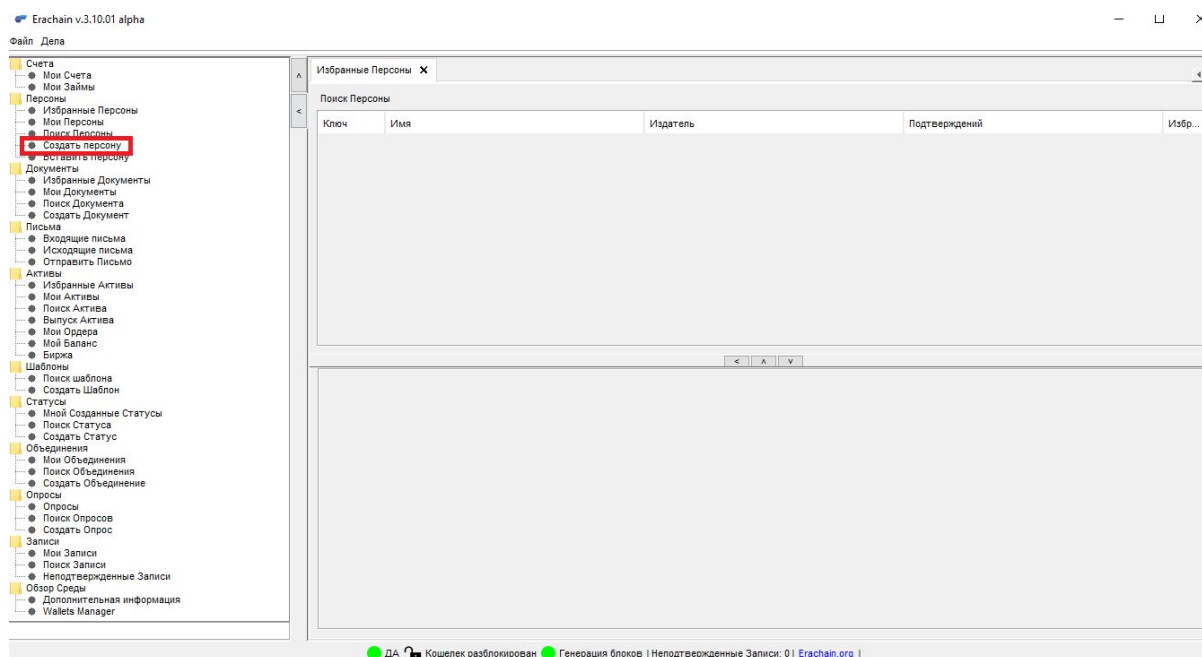 Erachain v.3.10.01 alpha
Файл Дела
Счета
Мои Счета
Мои Займы
Персоны
Избранные Персоны
Мои Персоны
Поиск Персоны
Создать персону
Вставить персону
Документы
Избранные Документы
Мои Документы
Поиск Документа
Создать Документ
Письма
Входящие письма
Исходящие письма
Отправить Письмо
Активы
Избранные Активы
Мои Активы
Поиск Актива
Выпуск Актива
Мои Ордера
Мой Баланс
Биржа
Шаблоны
Поиск шаблона
Создать Шаблон
Статусы
Мной Созданные Статусы
Поиск Статуса
Создать Статус
Объединения
Мои Объединения
Поиск Объединения
Создать Объединение
Опросы
Опросы
Поиск Опросов
Создать Опрос
Записи
Мои Записи
Поиск Записи
Неподтвержденные Записи
Обзор Среды
Дополнительная информация
Wallets Manager
Избранные Персоны
Поиск Персоны
Ключ Имя Издатель Подтверждений Избр...
ДА Кошелек разблокирован Генерация блоков | Неподтвержденные Записи: 0 | Erachain.org |